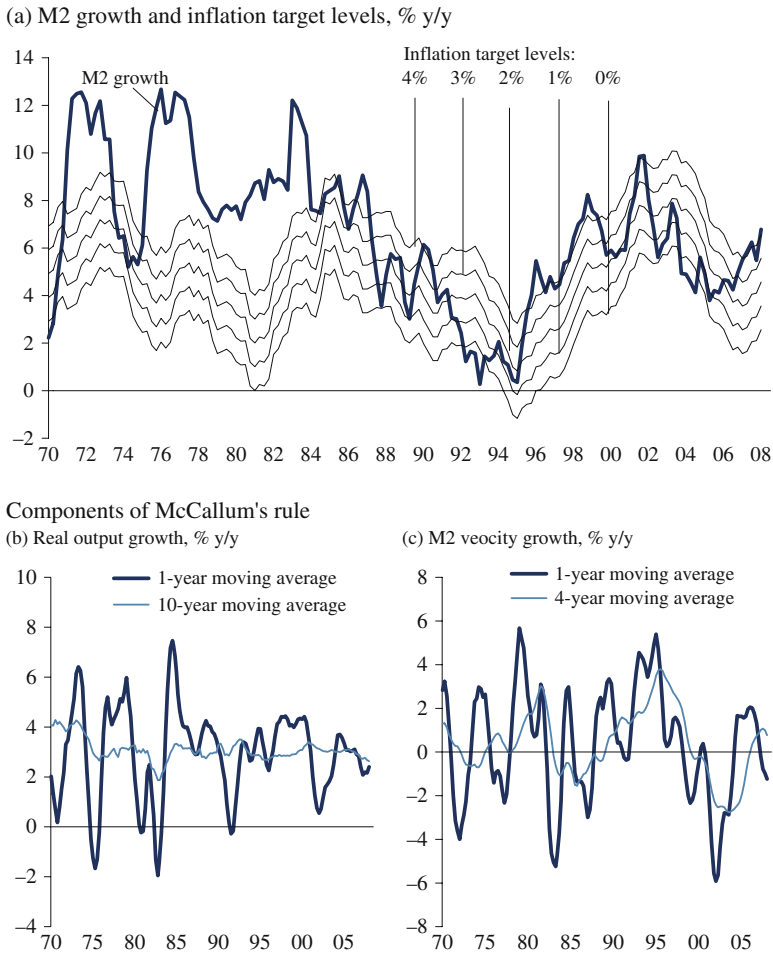 (a) M2 growth and inflation target levels, % y/y
Inflation target levels:
M2 growth
4% 3% 2% 1% 0%
14
12
10
8
6
4
2
0
−2
70 72 74 76 78 80 82 84 86 88 90 92 94 96 98 00 02 04 06 08
Components of McCallum's rule
(b) Real output growth, % y/y
1-year moving average
10-year moving average
10
8
6
4
2
0
−2
−4
70 75 80 85 90 95 00 05
(c) M2 veocity growth, % y/y
1-year moving average
4-year moving average
8
6
4
2
0
−2
−4
−6
−8
70 75 80 85 90 95 00 05